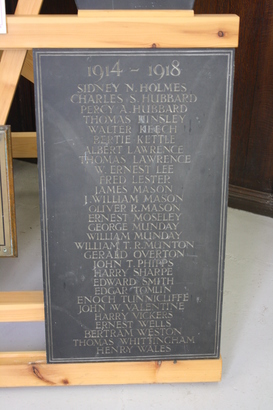 1914 - 1918
SIDNEY N. HOLMES
CHARLES S. HUBBARD
PERCY A. HUBBARD
THOMAS KINSLEY
WALTER KEECH
BERTIE KETTLE
ALBERT LAWRENCE
THOMAS LAWRENCE
W. ERNEST LEE
FRED LESTER
JAMES MASON
J. WILLIAM MASON
OLIVER R. MASON
ERNEST MOSELEY
GEORGE MUNDAY
WILLIAM MUNDAY
WILLIAM T. R. MUNTON
GERALD OVERTON
JOHN T. PHIPPS
HARRY SHARPE
EDWARD SMITH
EDGAR TOMLIN
ENOCH TUNNICLIFFE
JOHN W. VALENTINE
HARRY VICKERS
ERNEST WELLS
BERTRAM WESTON
THOMAS WHITTINGHAM
HENRY WALES